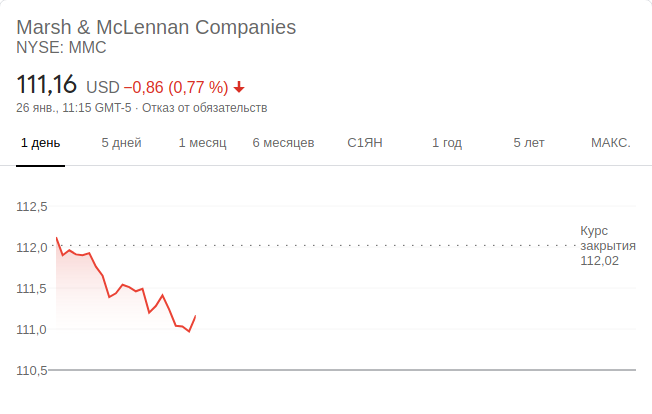 Marsh & McLennan Companies
NYSE: MMC
111,16 USD −0,86 (0,77 %)
26 янв., 11:15 GMT-5 · Отказ от обязательств
1 день 5 дней 1 месяц 6 месяцев С1ЯН 1 год 5 лет МАКС.
112,5
Курс
112,0 закрытия
112,02
111,5
111,0
110,5